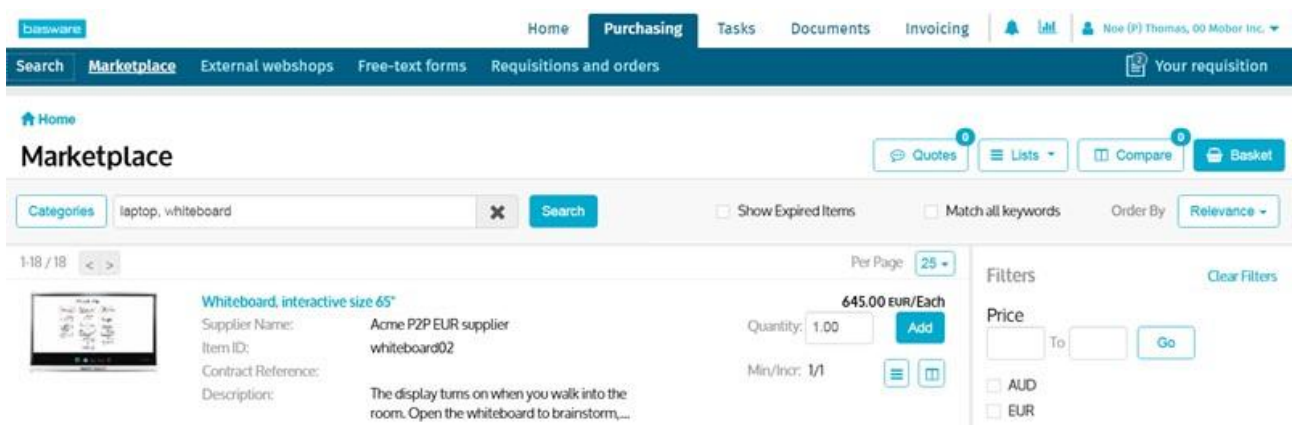 basware
Home Purchasing Tasks Documents Invoicing Noe (P) Thomas, 00 Mobor Inc.
Search Marketplace External webshops Free-text forms Requisitions and orders 2 Your requisition
Home
Marketplace
Quotes 0 Lists Compare 0 Basket
Categories laptop, whiteboard Search Show Expired Items Match all keywords Order By Relevance
1-18 / 18 < > Per Page 25
Filters Clear Filters
Whiteboard, interactive size 65" 645.00 EUR/Each
Supplier Name: Acme P2P EUR supplier Quantity: 1.00 Add
Item ID: whiteboard02
Contract Reference: Min/Incr: 1/1
Description: The display turns on when you walk into the
room. Open the whiteboard to brainstorm,...
Price
To Go
AUD
EUR